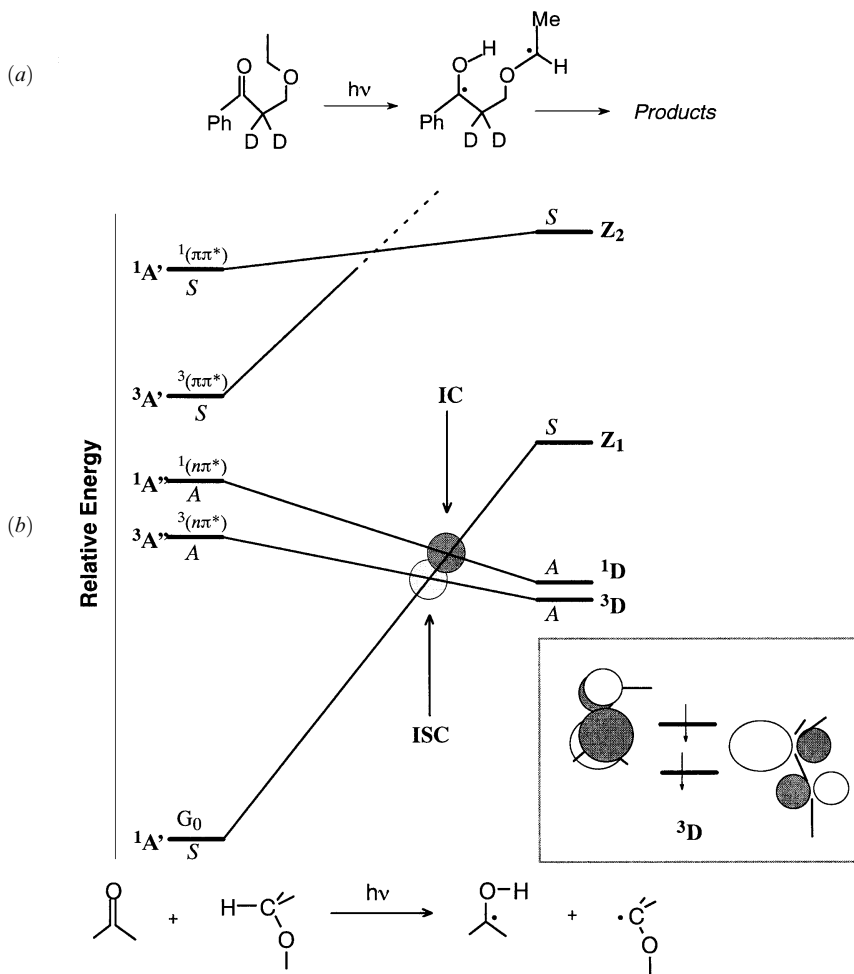 (a)
Me
O
H
O
O
O
H
hν
Ph
D D
Ph
D D
Products
S
Z₂
¹(ππ*)
¹A'
S
³(ππ*)
³A'
S
IC
S
Z₁
¹(nπ*)
¹A"
A
(b)
³(nπ*)
³A"
A
A
¹D
³D
A
Relative Energy
ISC
³D
G₀
¹A'
S
O
+
H C
O
hν
O-H
+
C
O